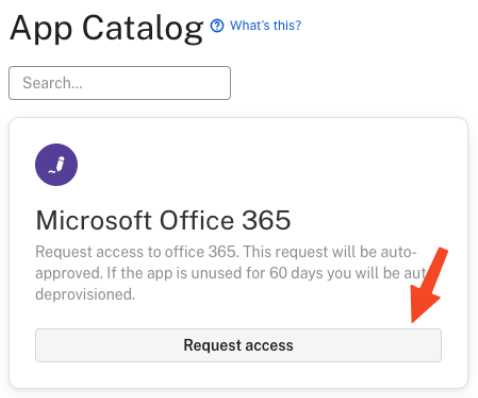 App Catalog What's this?
Search...
Microsoft Office 365
Request access to office 365. This request will be auto-
approved. If the app is unused for 60 days you will be aut
deprovisioned.
Request access